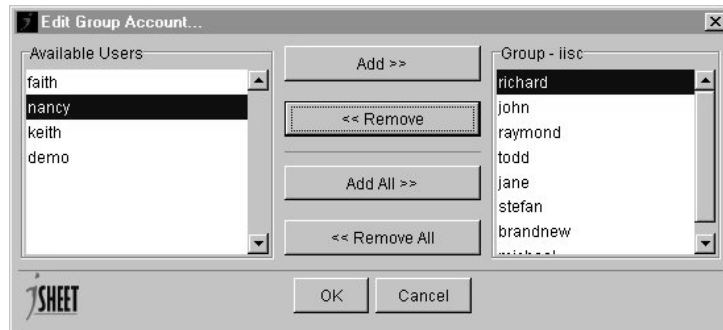 Edit Group Account...
Available Users
faith
nancy
keith
demo
Add >>
<< Remove
Add All >>
<< Remove All
Group - iisc
richard
john
raymond
todd
jane
stefan
brandnew
JSHEET
OK
Cancel